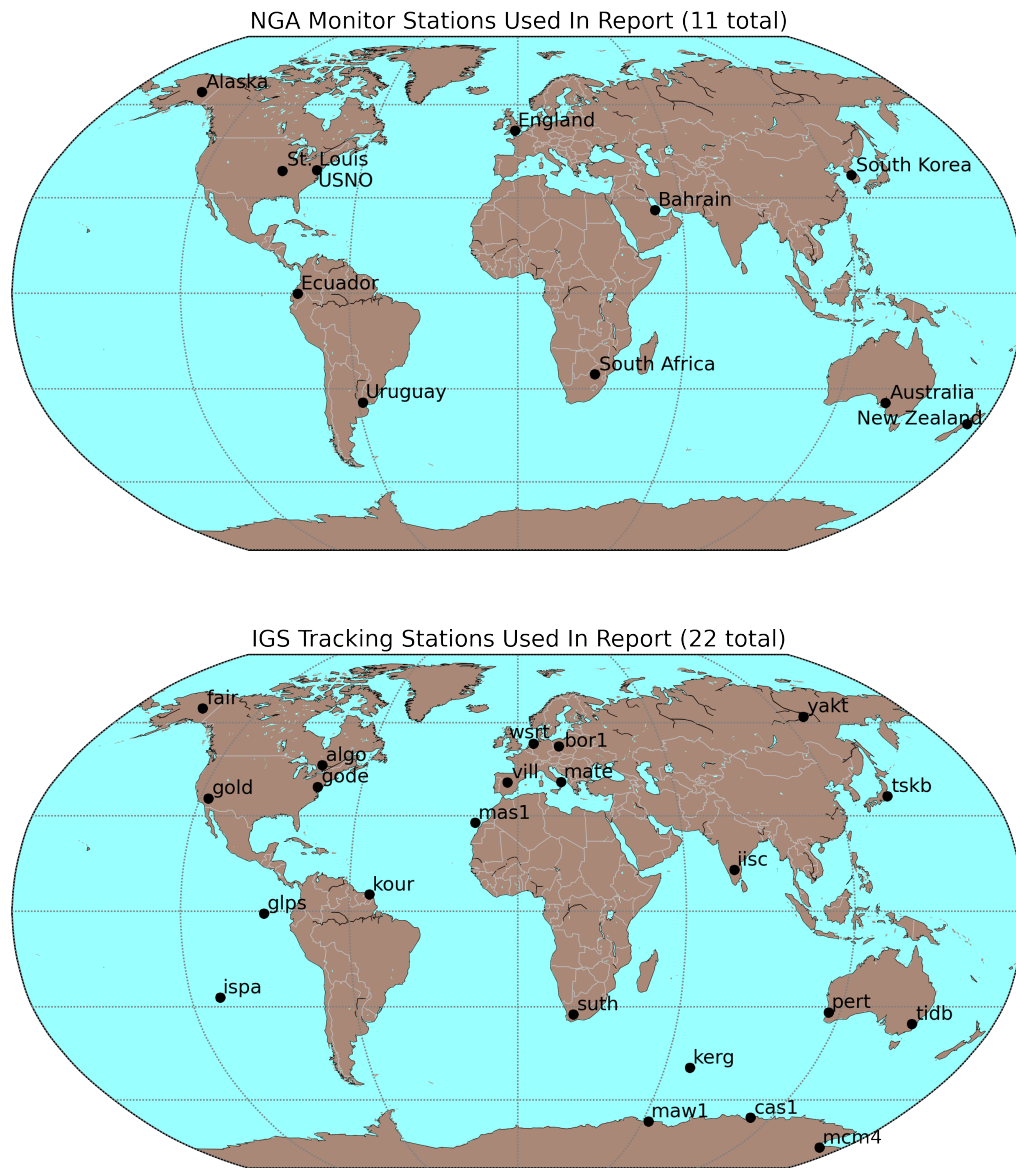 NGA Monitor Stations Used In Report (11 total)
Alaska
England
St. Louis
South Korea
USNO
Bahrain
Ecuador
South Africa
Uruguay
Australia
New Zealand
IGS Tracking Stations Used In Report (22 total)
fair
yakt
wsrt
bor1
algo
gode
vill
mate
gold
tskb
mas1
iisc
kour
glps
ispa
suth
pert
tidb
kerg
maw1
cas1
mcm4